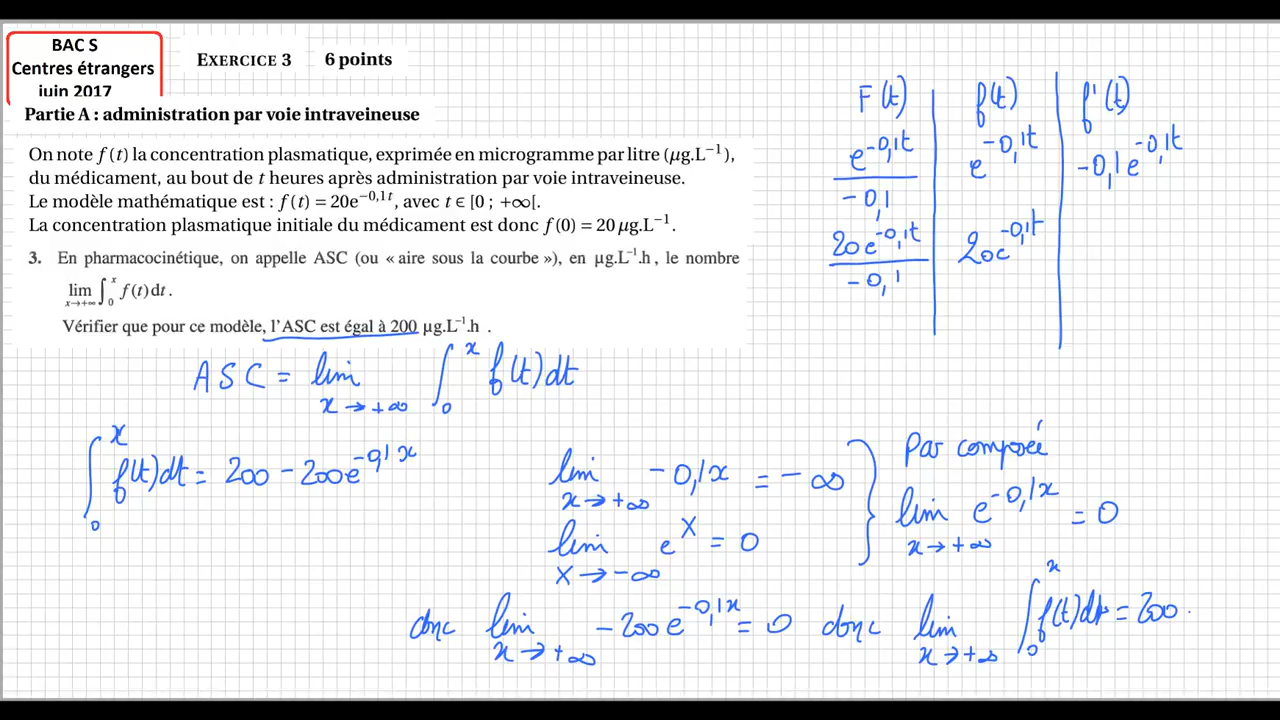 BAC S
Centres étrangers
juin 2017
EXERCICE 3 6 points
Partie A : administration par voie intraveineuse
On note f(t) la concentration plasmatique, exprimée en microgramme par litre (µg.L⁻¹),
du médicament, au bout de t heures après administration par voie intraveineuse.
Le modèle mathématique est : f(t) = 20e^{−0,1t}, avec t ∈ [0 ; +∞[.
La concentration plasmatique initiale du médicament est donc f(0) = 20 µg.L⁻¹.
3. En pharmacocinétique, on appelle ASC (ou « aire sous la courbe »), en µg.L⁻¹.h, le nombre
lim_{x→+∞} ∫_0^x f(t)dt.
Vérifier que pour ce modèle, l'ASC est égal à 200 µg.L⁻¹.h .
F(t) | f(t) | f'(t)
e^{-0,1t}/-0,1 | e^{-0,1t} | -0,1e^{-0,1t}
20e^{-0,1t}/-0,1 | 20e^{-0,1t}
ASC = lim_{x→+∞} ∫_0^x f(t)dt
∫_0^x f(t)dt = 200 - 200e^{-0,1x}
lim_{x→+∞} -0,1x = -∞
lim_{X→-∞} e^X = 0
Par composée
lim_{x→+∞} e^{-0,1x} = 0
donc lim_{x→+∞} -200e^{-0,1x} = 0 donc lim_{x→+∞} ∫_0^x f(t)dt = 200.